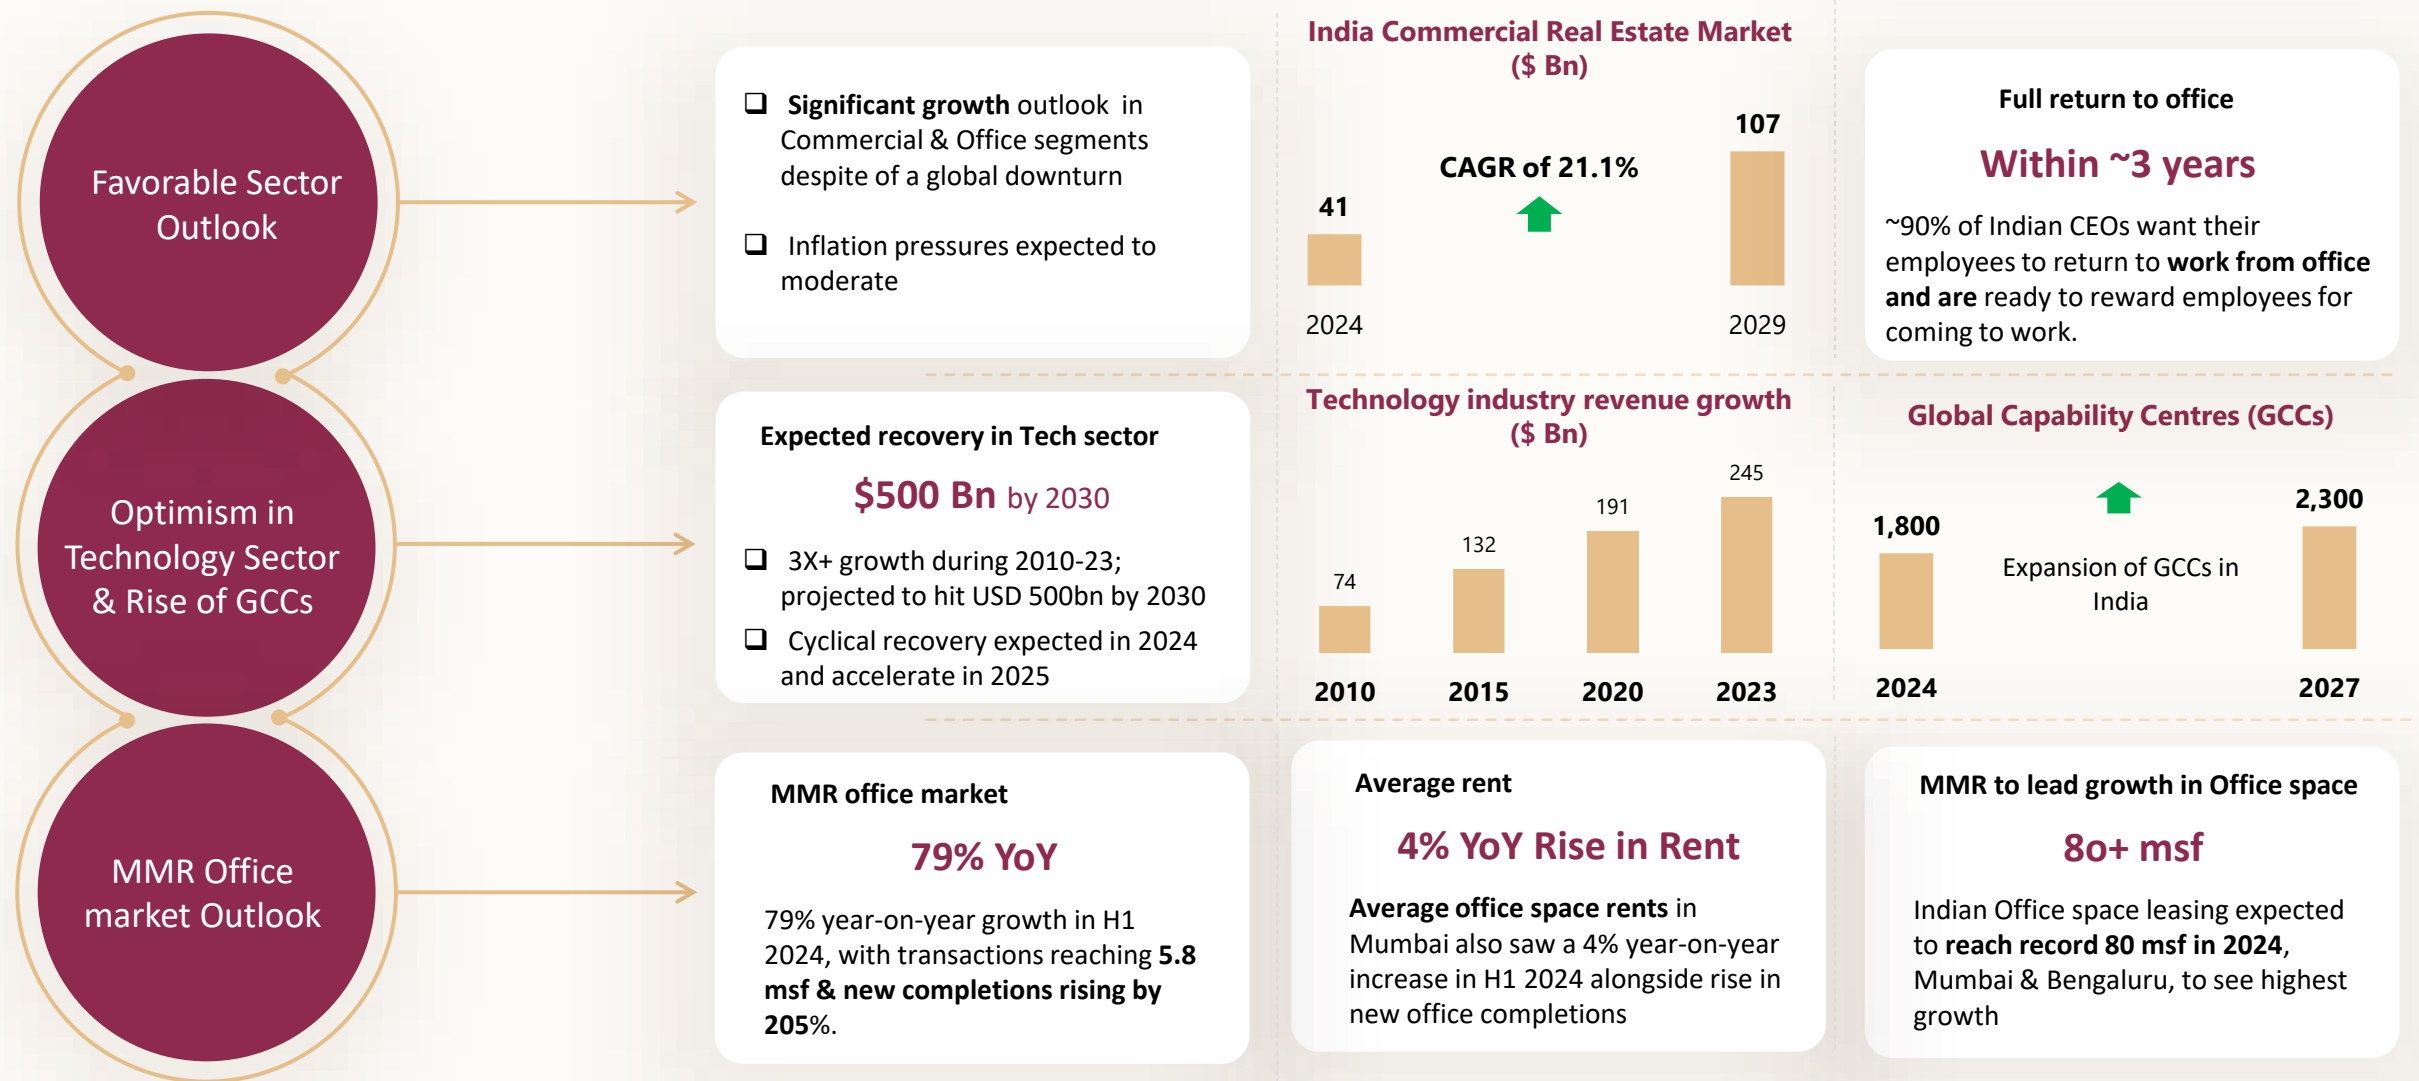 Favorable Sector
Outlook
❑ Significant growth outlook in
Commercial & Office segments
despite of a global downturn
❑ Inflation pressures expected to
moderate
India Commercial Real Estate Market
($ Bn)
41
CAGR of 21.1%
107
2024
2029
Full return to office
Within ~3 years
~90% of Indian CEOs want their
employees to return to work from office
and are ready to reward employees for
coming to work.
Optimism in
Technology Sector
& Rise of GCCs
Expected recovery in Tech sector
$500 Bn by 2030
❑ 3X+ growth during 2010-23;
projected to hit USD 500bn by 2030
❑ Cyclical recovery expected in 2024
and accelerate in 2025
Technology industry revenue growth
($ Bn)
74
132
191
245
2010
2015
2020
2023
Global Capability Centres (GCCs)
1,800
2,300
Expansion of GCCs in
India
2024
2027
MMR Office
market Outlook
MMR office market
79% YoY
79% year-on-year growth in H1
2024, with transactions reaching 5.8
msf & new completions rising by
205%.
Average rent
4% YoY Rise in Rent
Average office space rents in
Mumbai also saw a 4% year-on-year
increase in H1 2024 alongside rise in
new office completions
MMR to lead growth in Office space
8o+ msf
Indian Office space leasing expected
to reach record 80 msf in 2024,
Mumbai & Bengaluru, to see highest
growth